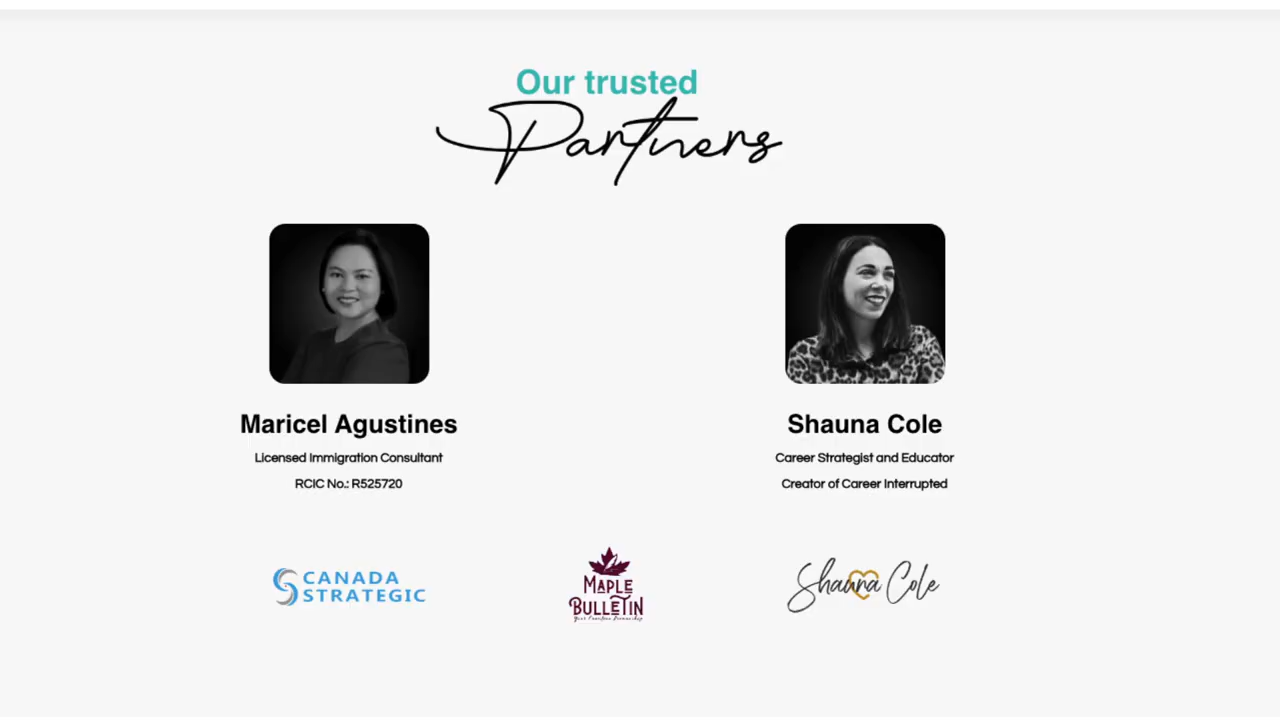 Our trusted
Partners
Maricel Agustines
Licensed Immigration Consultant
RCIC No.: R525720
Shauna Cole
Career Strategist and Educator
Creator of Career Interrupted
CANADA
STRATEGIC
MAPLE
BULLETIN
Shauna Cole